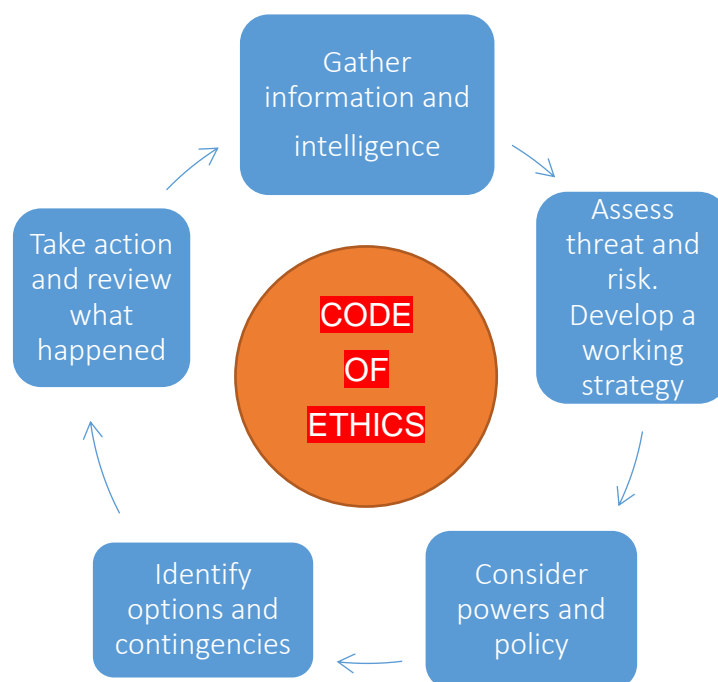 Gather
information and
intelligence
Assess
threat and
risk.
Develop a
working
strategy
Consider
powers and
policy
Identify
options and
contingencies
Take action
and review
what
happened
CODE
OF
ETHICS